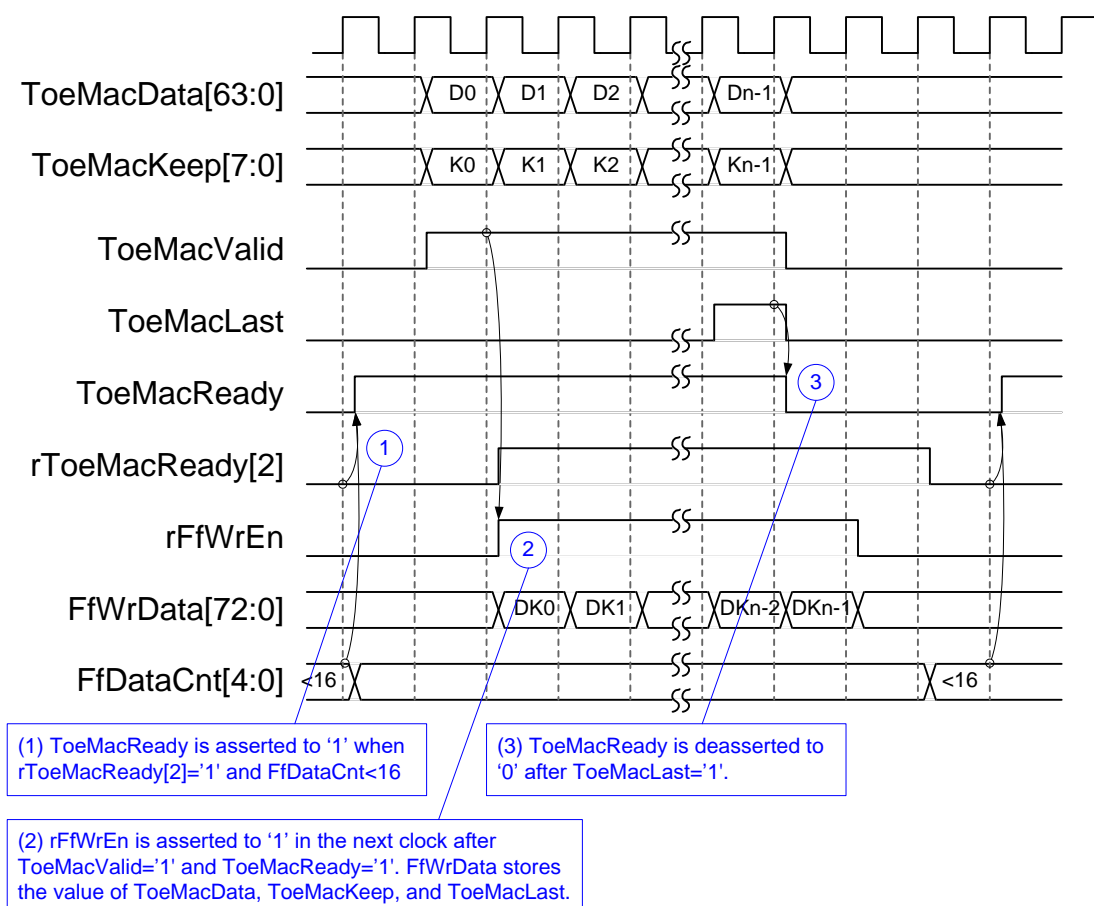 ToeMacData[63:0]
D0 D1 D2 Dn-1
ToeMacKeep[7:0]
K0 K1 K2 Kn-1
ToeMacValid
ToeMacLast
ToeMacReady
3
rToeMacReady[2]
1
rFfWrEn
2
FfWrData[72:0]
DK0 DK1 DKn-2 DKn-1
FfDataCnt[4:0]
<16 <16
(1) ToeMacReady is asserted to ‘1’ when
rToeMacReady[2]=’1’ and FfDataCnt<16
(3) ToeMacReady is deasserted to
‘0’ after ToeMacLast=’1’.
(2) rFfWrEn is asserted to ‘1’ in the next clock after
ToeMacValid=’1’ and ToeMacReady=’1’. FfWrData stores
the value of ToeMacData, ToeMacKeep, and ToeMacLast.